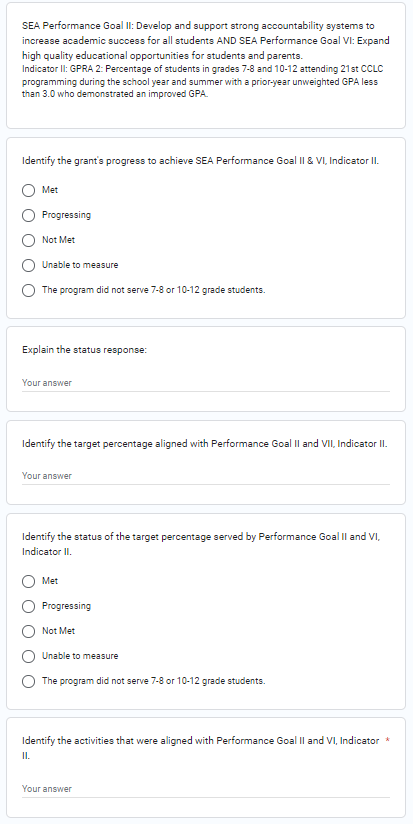 SEA Performance Goal II: Develop and support strong accountability systems to
increase academic success for all students AND SEA Performance Goal VI: Expand
high quality educational opportunities for students and parents.
Indicator II: GPRA 2: Percentage of students in grades 7-8 and 10-12 attending 21st CCLC
programming during the school year and summer with a prior-year unweighted GPA less
than 3.0 who demonstrated an improved GPA.
Identify the grant's progress to achieve SEA Performance Goal II & VI, Indicator II.
Met
Progressing
Not Met
Unable to measure
The program did not serve 7-8 or 10-12 grade students.
Explain the status response:
Your answer
Identify the target percentage aligned with Performance Goal II and VII, Indicator II.
Your answer
Identify the status of the target percentage served by Performance Goal II and VI,
Indicator II.
Met
Progressing
Not Met
Unable to measure
The program did not serve 7-8 or 10-12 grade students.
Identify the activities that were aligned with Performance Goal II and VI, Indicator *
II.
Your answer